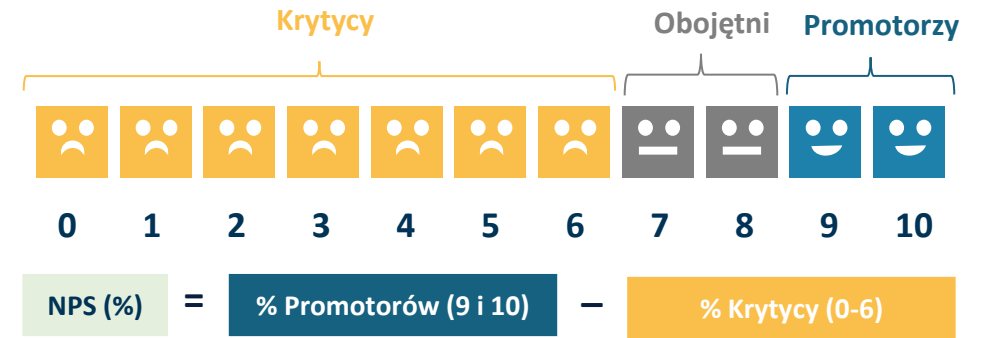 Krytycy Obojętni Promotorzy
0 1 2 3 4 5 6 7 8 9 10
NPS (%) = % Promotorów (9 i 10) – % Krytycy (0-6)